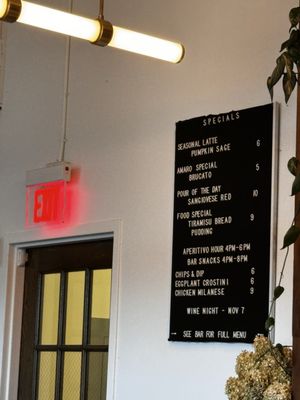 SPECIALS
SEASONAL LATTE 6
PUMPKIN SAGE
AMARO SPECIAL 5
BRUCATO
POUR OF THE DAY 10
SANGIOVESE RED
FOOD SPECIAL 9
TIRAMISU BREAD
PUDDING
APERITIVO HOUR 4PM-6PM
BAR SNACKS 4PM-8PM
CHIPS & DIP 6
EGGPLANT CROSTINI 6
CHICKEN MILANESE 9
WINE NIGHT - NOV 7
SEE BAR FOR FULL MENU
EXIT